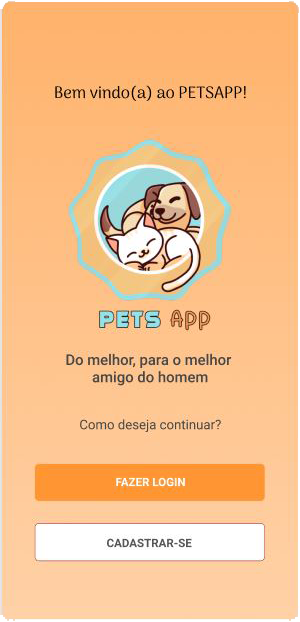 Bem vindo(a) ao PETSAPP!
PETS APP
Do melhor, para o melhor
amigo do homem
Como deseja continuar?
FAZER LOGIN
CADASTRAR-SE